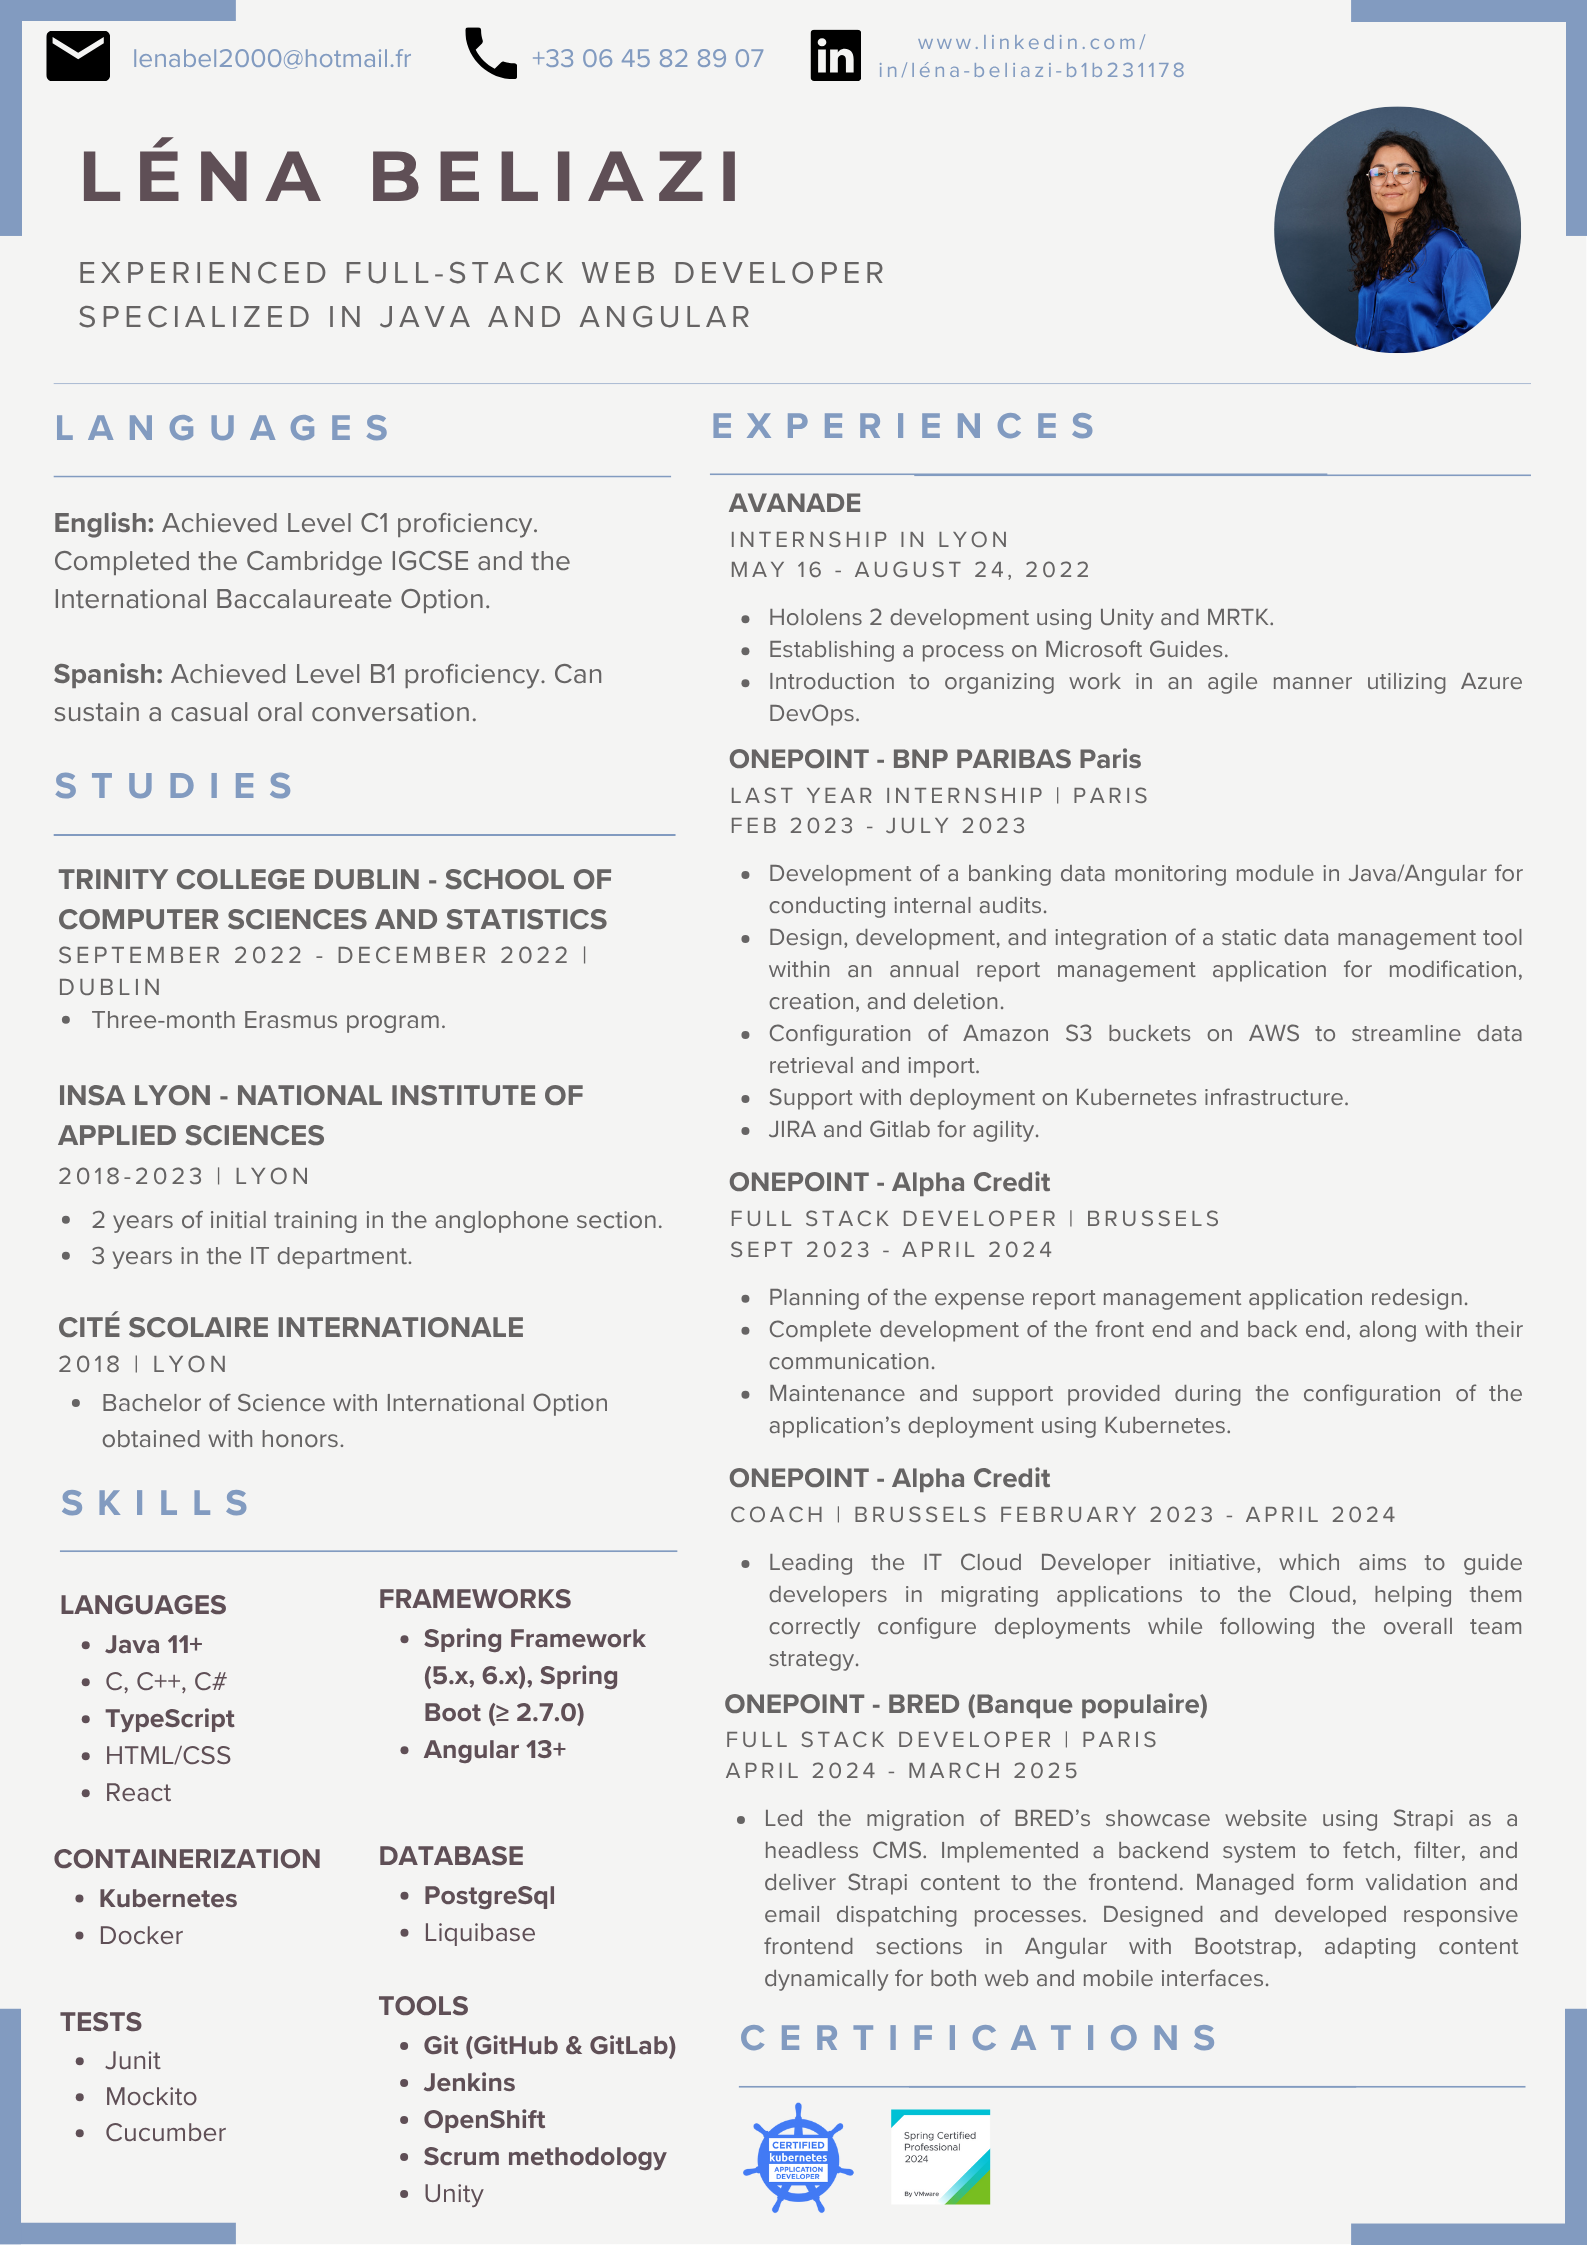 lenabel2000@hotmail.fr
+33 06 45 82 89 07
www.linkedin.com/
in/léna-beliazi-b1b231178
LÉNA BELIAZI
EXPERIENCED FULL-STACK WEB DEVELOPER
SPECIALIZED IN JAVA AND ANGULAR
LANGUAGES
English: Achieved Level C1 proficiency.
Completed the Cambridge IGCSE and the
International Baccalaureate Option.
Spanish: Achieved Level B1 proficiency. Can
sustain a casual oral conversation.
STUDIES
TRINITY COLLEGE DUBLIN - SCHOOL OF
COMPUTER SCIENCES AND STATISTICS
SEPTEMBER 2022 - DECEMBER 2022 |
DUBLIN
• Three-month Erasmus program.
INSA LYON - NATIONAL INSTITUTE OF
APPLIED SCIENCES
2018-2023 | LYON
• 2 years of initial training in the anglophone section.
• 3 years in the IT department.
CITÉ SCOLAIRE INTERNATIONALE
2018 | LYON
• Bachelor of Science with International Option
obtained with honors.
SKILLS
LANGUAGES
• Java 11+
• C, C++, C#
• TypeScript
• HTML/CSS
• React
FRAMEWORKS
• Spring Framework
(5.x, 6.x), Spring
Boot (≥ 2.7.0)
• Angular 13+
CONTAINERIZATION
• Kubernetes
• Docker
DATABASE
• PostgreSql
• Liquibase
TESTS
• Junit
• Mockito
• Cucumber
TOOLS
• Git (GitHub & GitLab)
• Jenkins
• OpenShift
• Scrum methodology
• Unity
EXPERIENCES
AVANADE
INTERNSHIP IN LYON
MAY 16 - AUGUST 24, 2022
• Hololens 2 development using Unity and MRTK.
• Establishing a process on Microsoft Guides.
• Introduction to organizing work in an agile manner utilizing Azure
DevOps.
ONEPOINT - BNP PARIBAS Paris
LAST YEAR INTERNSHIP | PARIS
FEB 2023 - JULY 2023
• Development of a banking data monitoring module in Java/Angular for
conducting internal audits.
• Design, development, and integration of a static data management tool
within an annual report management application for modification,
creation, and deletion.
• Configuration of Amazon S3 buckets on AWS to streamline data
retrieval and import.
• Support with deployment on Kubernetes infrastructure.
• JIRA and Gitlab for agility.
ONEPOINT - Alpha Credit
FULL STACK DEVELOPER | BRUSSELS
SEPT 2023 - APRIL 2024
• Planning of the expense report management application redesign.
• Complete development of the front end and back end, along with their
communication.
• Maintenance and support provided during the configuration of the
application’s deployment using Kubernetes.
ONEPOINT - Alpha Credit
COACH | BRUSSELS FEBRUARY 2023 - APRIL 2024
• Leading the IT Cloud Developer initiative, which aims to guide
developers in migrating applications to the Cloud, helping them
correctly configure deployments while following the overall team
strategy.
ONEPOINT - BRED (Banque populaire)
FULL STACK DEVELOPER | PARIS
APRIL 2024 - MARCH 2025
• Led the migration of BRED’s showcase website using Strapi as a
headless CMS. Implemented a backend system to fetch, filter, and
deliver Strapi content to the frontend. Managed form validation and
email dispatching processes. Designed and developed responsive
frontend sections in Angular with Bootstrap, adapting content
dynamically for both web and mobile interfaces.
CERTIFICATIONS
CERTIFIED
kubernetes
APPLICATION
DEVELOPER
Spring Certified
Professional
2024
By VMware